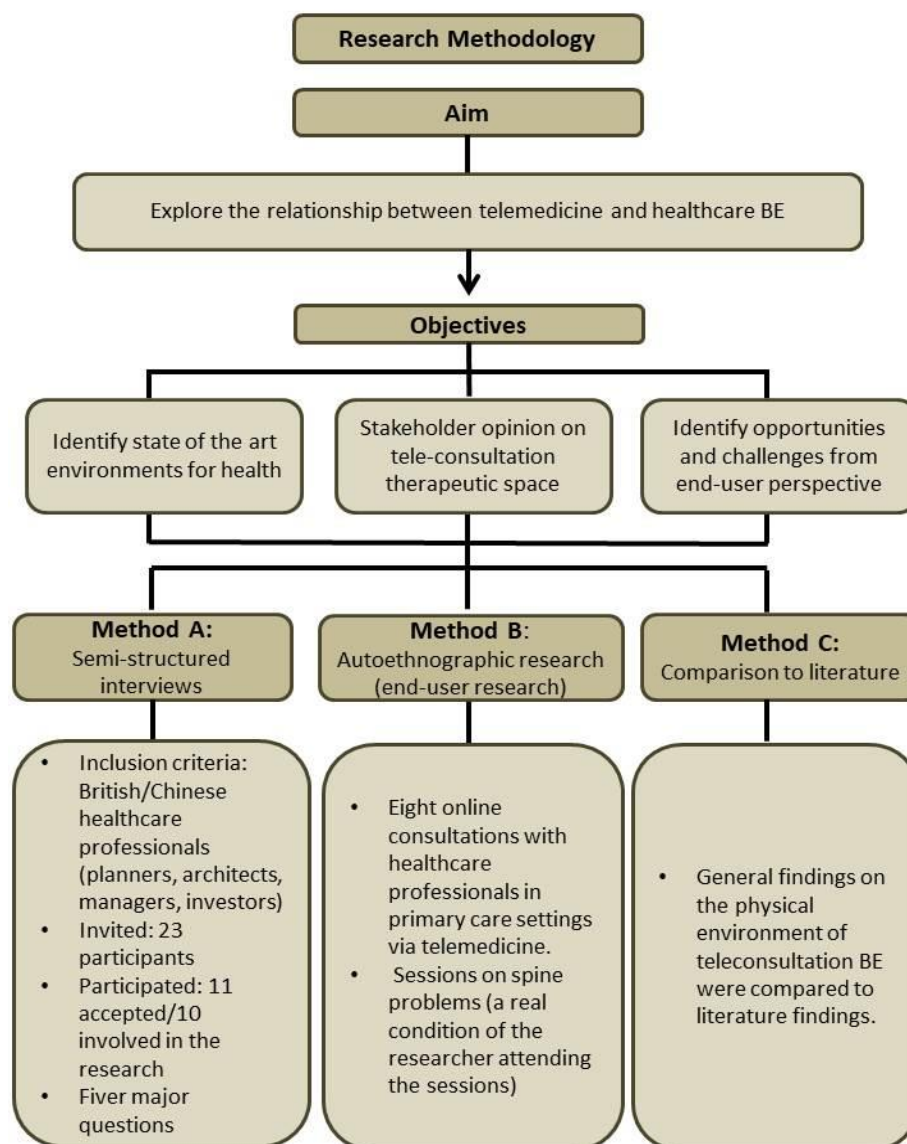 Research Methodology
Aim
Explore the relationship between telemedicine and healthcare BE
Objectives
Identify state of the art
environments for health
Stakeholder opinion on
tele-consultation
therapeutic space
Identify opportunities
and challenges from
end-user perspective
Method A:
Semi-structured
interviews
Method B:
Autoethnographic research
(end-user research)
Method C:
Comparison to literature
• Inclusion criteria:
British/Chinese
healthcare
professionals
(planners, architects,
managers, investors)
• Invited: 23
participants
• Participated: 11
accepted/10
involved in the
research
• Fiver major
questions
• Eight online
consultations with
healthcare
professionals in
primary care settings
via telemedicine.
• Sessions on spine
problems (a real
condition of the
researcher attending
the sessions)
• General findings on
the physical
environment of
teleconsultation BE
were compared to
literature findings.